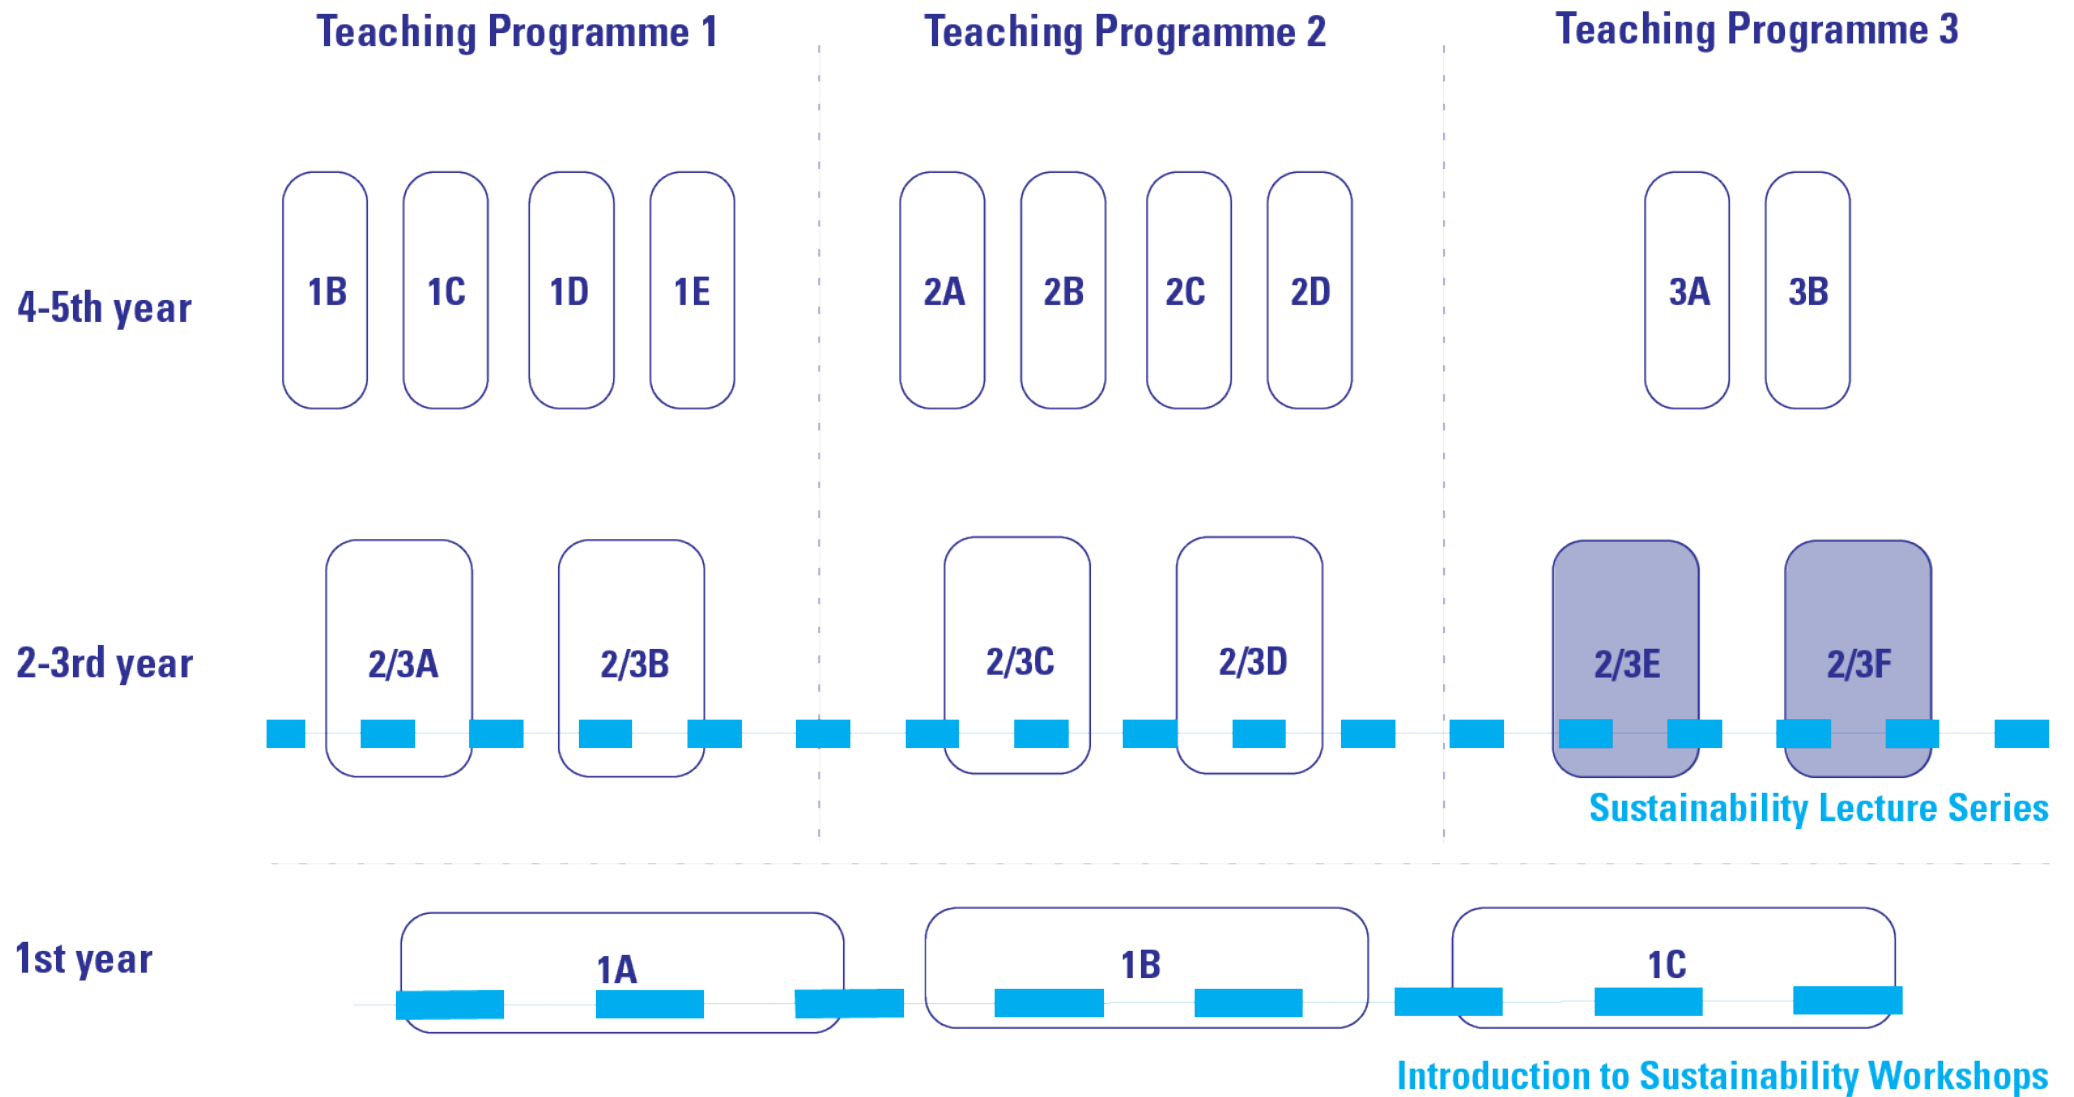 Teaching Programme 1
Teaching Programme 2
Teaching Programme 3
4-5th year
1B
1C
1D
1E
2A
2B
2C
2D
3A
3B
2-3rd year
2/3A
2/3B
2/3C
2/3D
2/3E
2/3F
Sustainability Lecture Series
1st year
1A
1B
1C
Introduction to Sustainability Workshops